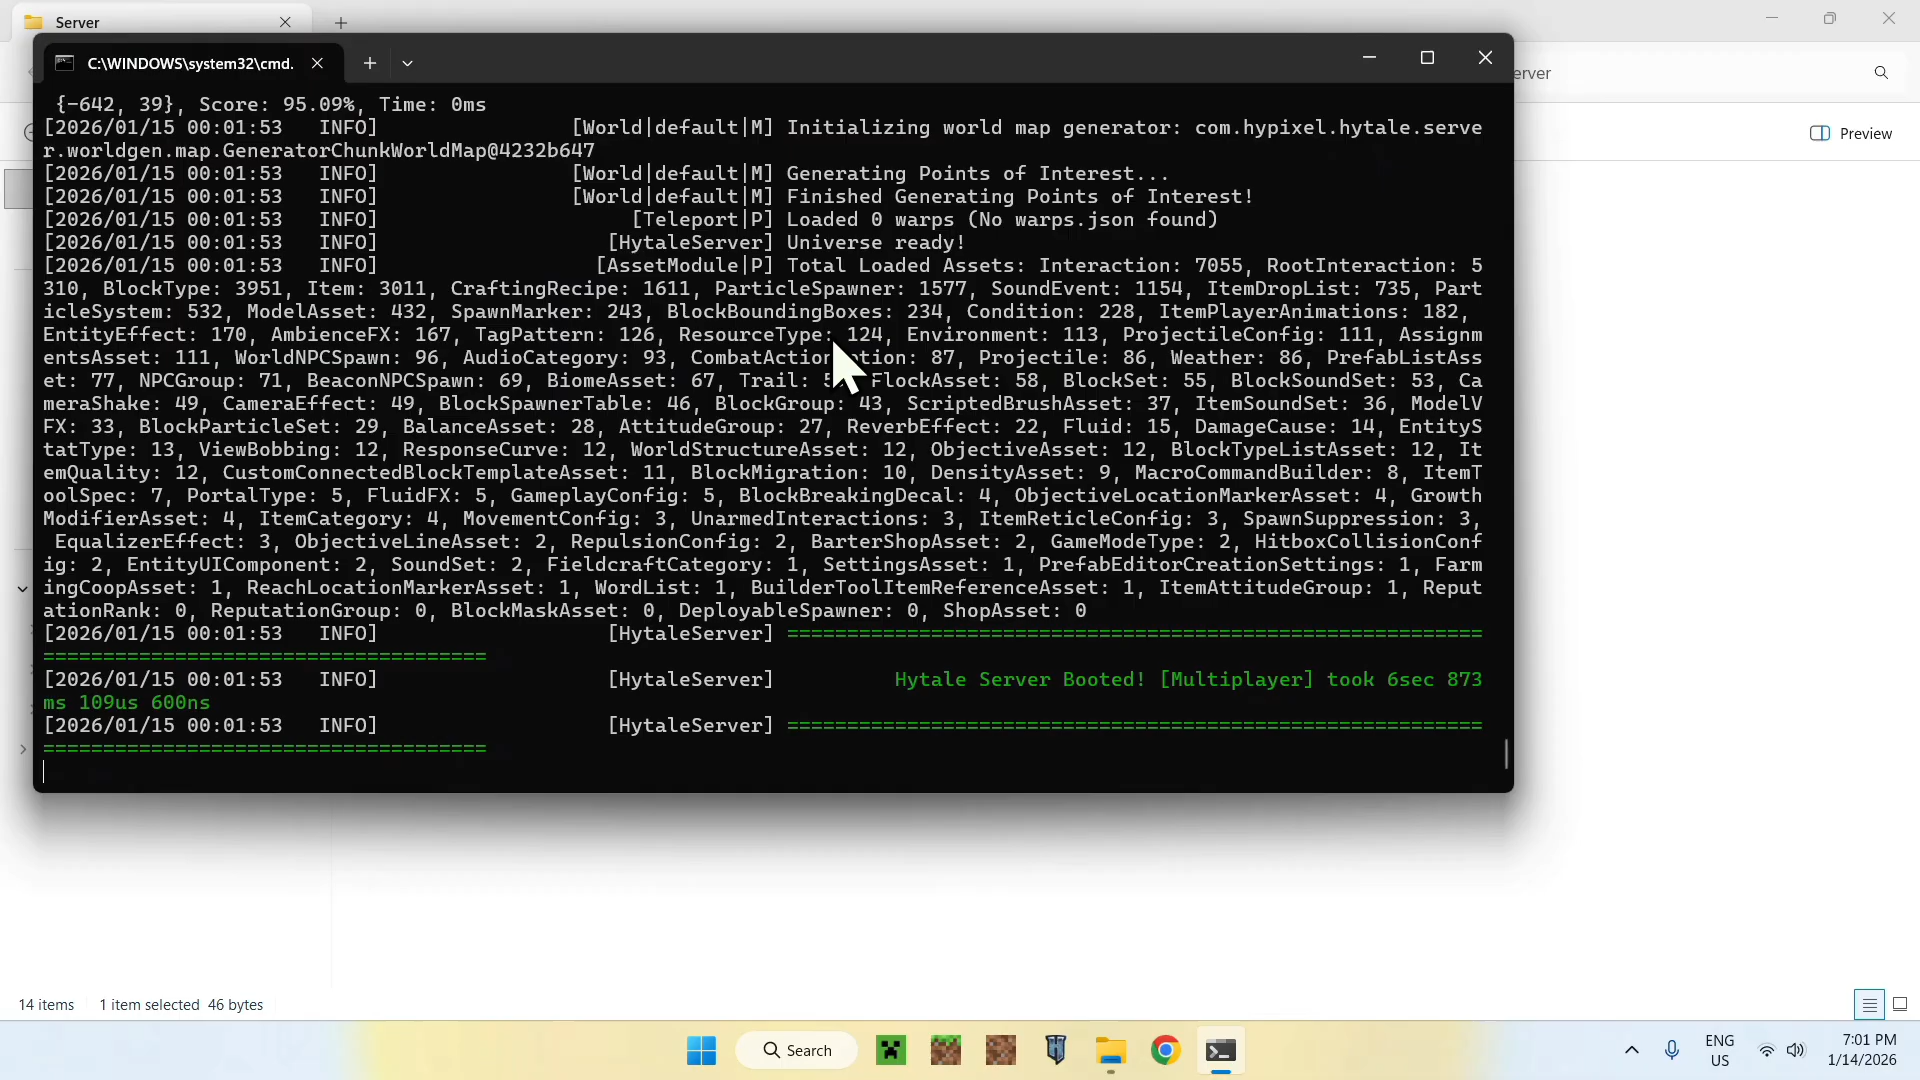 Server
C:\WINDOWS\system32\cmd.
erver
Preview
{-642, 39}, Score: 95.09%, Time: 0ms
[2026/01/15 00:01:53   INFO]                [World|default|M] Initializing world map generator: com.hypixel.hytale.serve
r.worldgen.map.GeneratorChunkWorldMap@4232b647
[2026/01/15 00:01:53   INFO]                [World|default|M] Generating Points of Interest...
[2026/01/15 00:01:53   INFO]                [World|default|M] Finished Generating Points of Interest!
[2026/01/15 00:01:53   INFO]                     [Teleport|P] Loaded 0 warps (No warps.json found)
[2026/01/15 00:01:53   INFO]                   [HytaleServer] Universe ready!
[2026/01/15 00:01:53   INFO]                  [AssetModule|P] Total Loaded Assets: Interaction: 7055, RootInteraction: 5
310, BlockType: 3951, Item: 3011, CraftingRecipe: 1611, ParticleSpawner: 1577, SoundEvent: 1154, ItemDropList: 735, Part
icleSystem: 532, ModelAsset: 432, SpawnMarker: 243, BlockBoundingBoxes: 234, Condition: 228, ItemPlayerAnimations: 182,
EntityEffect: 170, AmbienceFX: 167, TagPattern: 126, ResourceType: 124, Environment: 113, ProjectileConfig: 111, Assignm
entsAsset: 111, WorldNPCSpawn: 96, AudioCategory: 93, CombatAction tion: 87, Projectile: 86, Weather: 86, PrefabListAss
et: 77, NPCGroup: 71, BeaconNPCSpawn: 69, BiomeAsset: 67, Trail: FlockAsset: 58, BlockSet: 55, BlockSoundSet: 53, Ca
meraShake: 49, CameraEffect: 49, BlockSpawnerTable: 46, BlockGroup: 43, ScriptedBrushAsset: 37, ItemSoundSet: 36, ModelV
FX: 33, BlockParticleSet: 29, BalanceAsset: 28, AttitudeGroup: 27, ReverbEffect: 22, Fluid: 15, DamageCause: 14, EntityS
tatType: 13, ViewBobbing: 12, ResponseCurve: 12, WorldStructureAsset: 12, ObjectiveAsset: 12, BlockTypeListAsset: 12, It
emQuality: 12, CustomConnectedBlockTemplateAsset: 11, BlockMigration: 10, DensityAsset: 9, MacroCommandBuilder: 8, ItemT
oolSpec: 7, PortalType: 5, FluidFX: 5, GameplayConfig: 5, BlockBreakingDecal: 4, ObjectiveLocationMarkerAsset: 4, Growth
ModifierAsset: 4, ItemCategory: 4, MovementConfig: 3, UnarmedInteractions: 3, ItemReticleConfig: 3, SpawnSuppression: 3,
EqualizerEffect: 3, ObjectiveLineAsset: 2, RepulsionConfig: 2, BarterShopAsset: 2, GameModeType: 2, HitboxCollisionConf
ig: 2, EntityUIComponent: 2, SoundSet: 2, FieldcraftCategory: 1, SettingsAsset: 1, PrefabEditorCreationSettings: 1, Farm
ingCoopAsset: 1, ReachLocationMarkerAsset: 1, WordList: 1, BuilderToolItemReferenceAsset: 1, ItemAttitudeGroup: 1, Reput
ationRank: 0, ReputationGroup: 0, BlockMaskAsset: 0, DeployableSpawner: 0, ShopAsset: 0
[2026/01/15 00:01:53   INFO]                   [HytaleServer] ==========================================================
=====================================
[2026/01/15 00:01:53   INFO]                   [HytaleServer]          Hytale Server Booted! [Multiplayer] took 6sec 873
ms 109us 600ns
[2026/01/15 00:01:53   INFO]                   [HytaleServer] ==========================================================
=====================================
14 items   1 item selected  46 bytes
Search
ENG
US
7:01 PM
1/14/2026